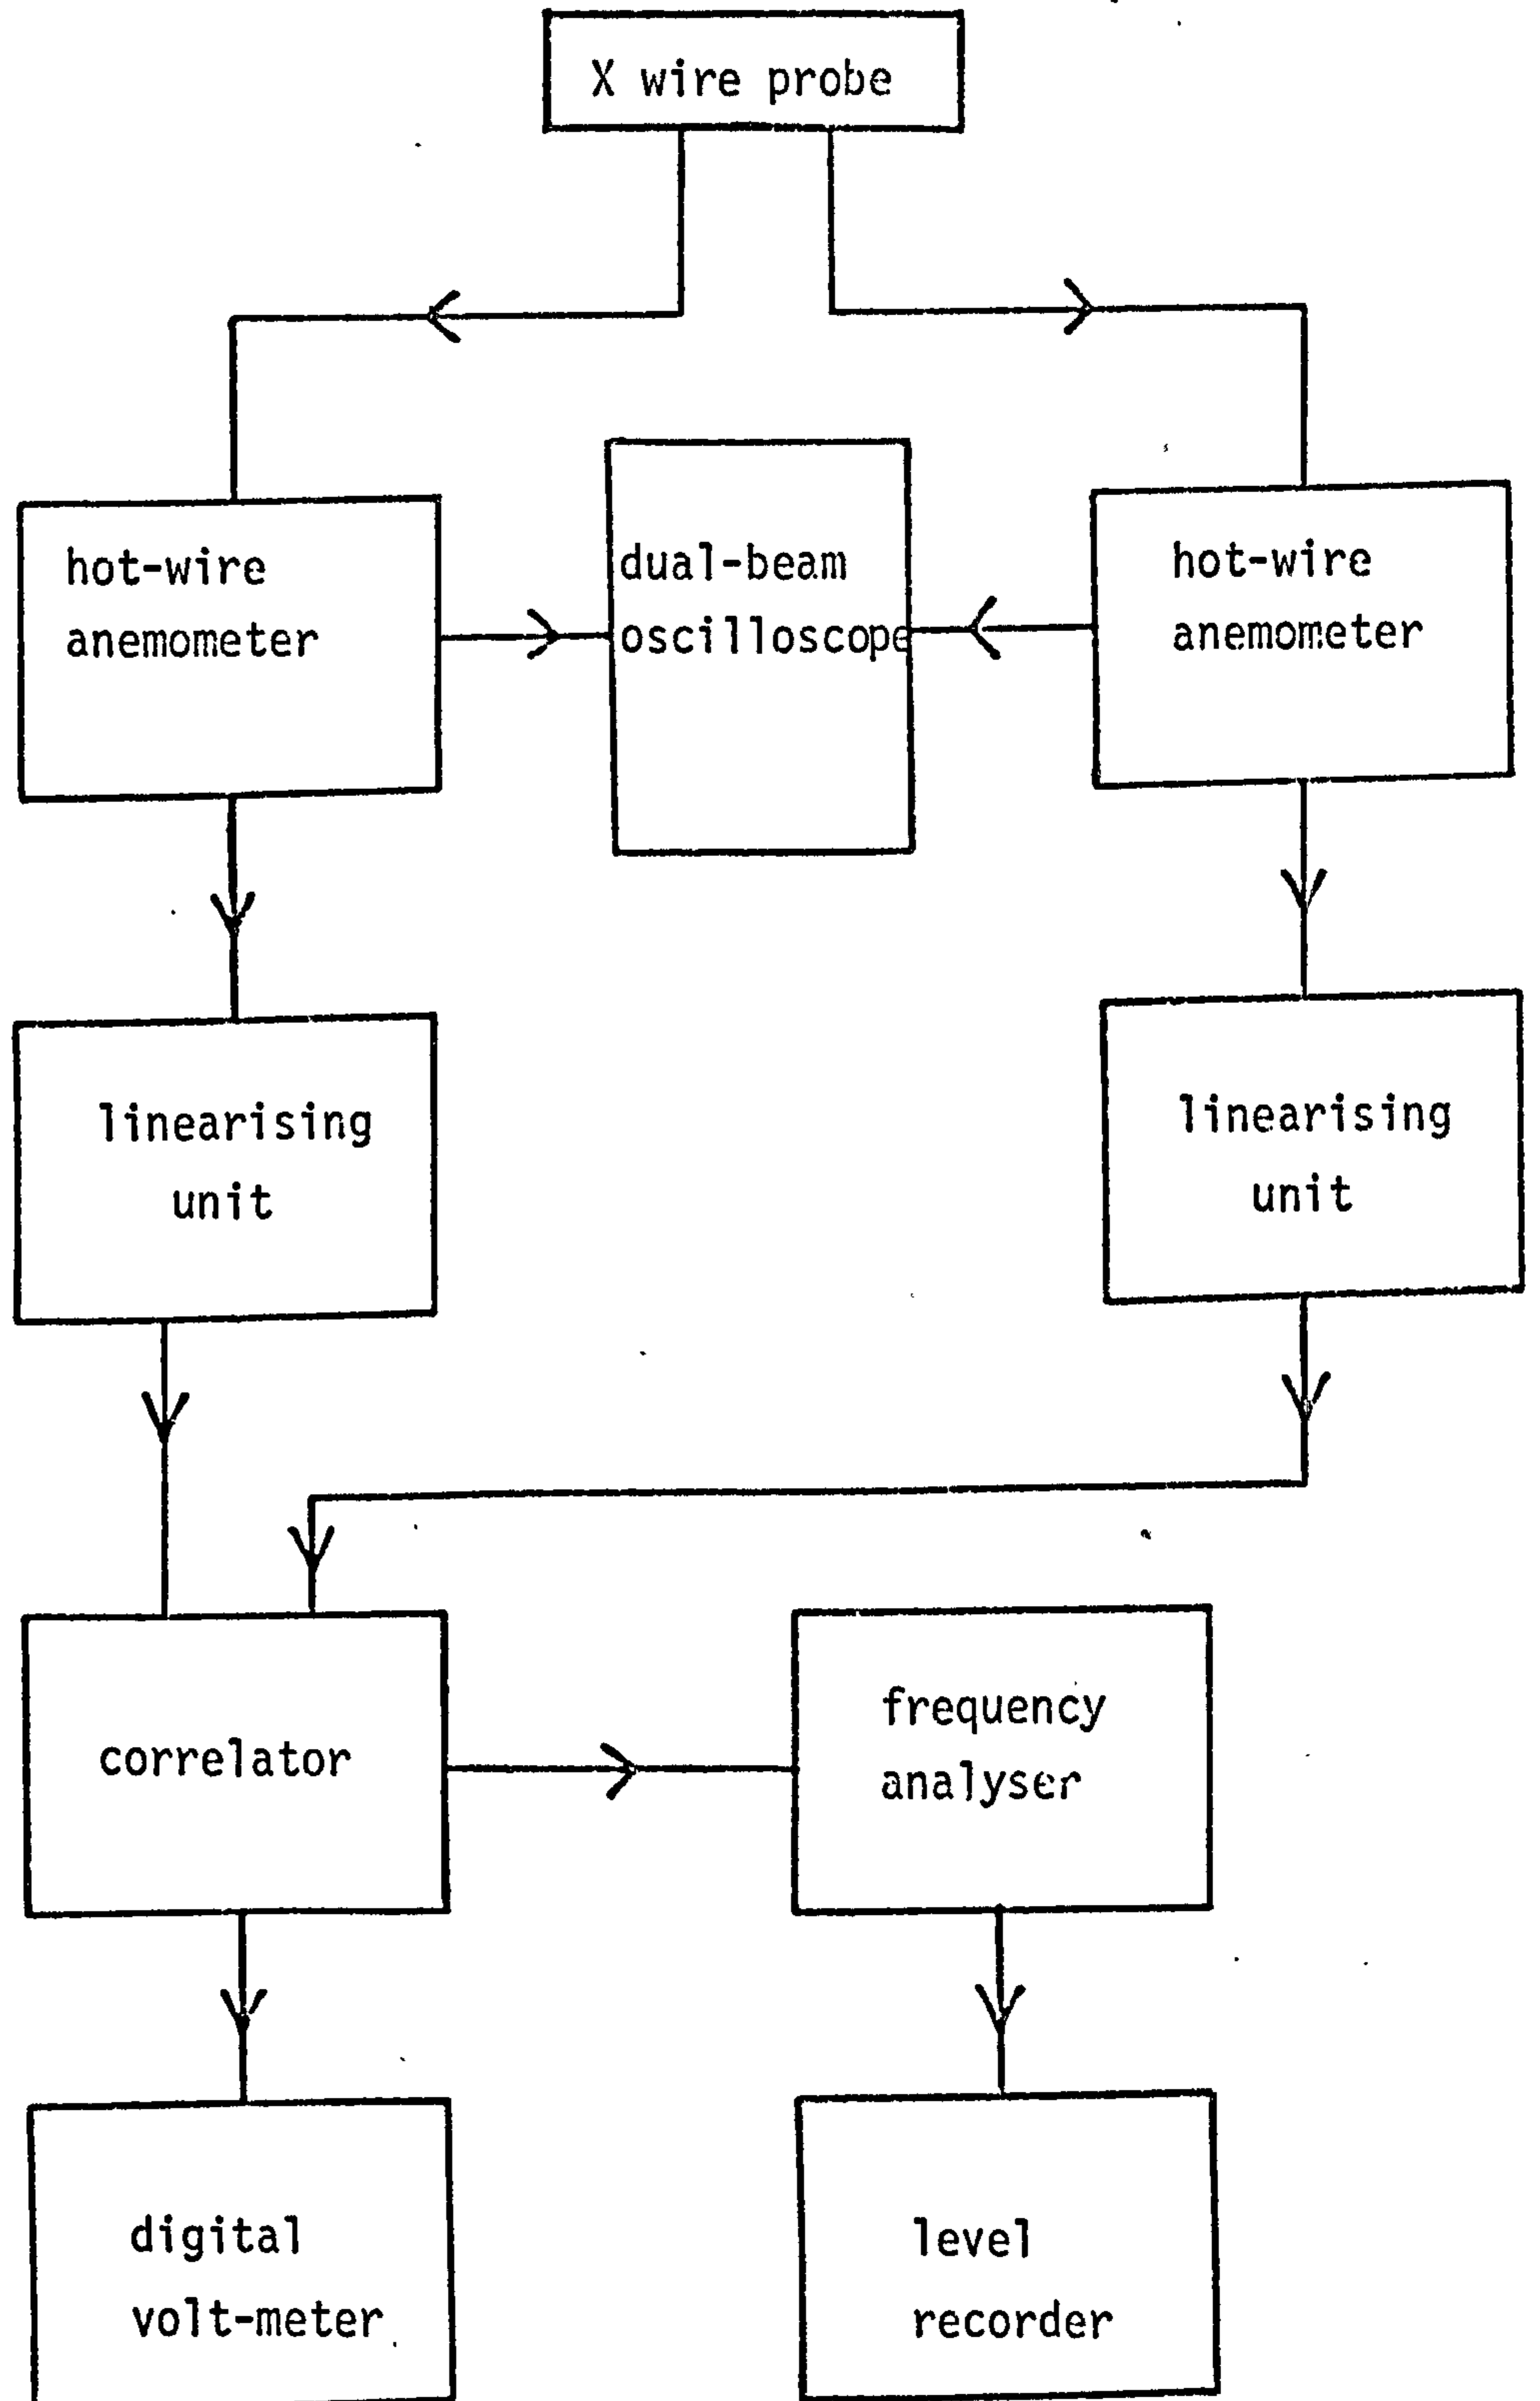 X wire probe
hot-wire
anemometer
dual-beam
oscilloscope
hot-wire
anemometer
linearising
unit
linearising
unit
correlator
frequency
analyser
digital
volt-meter
level
recorder